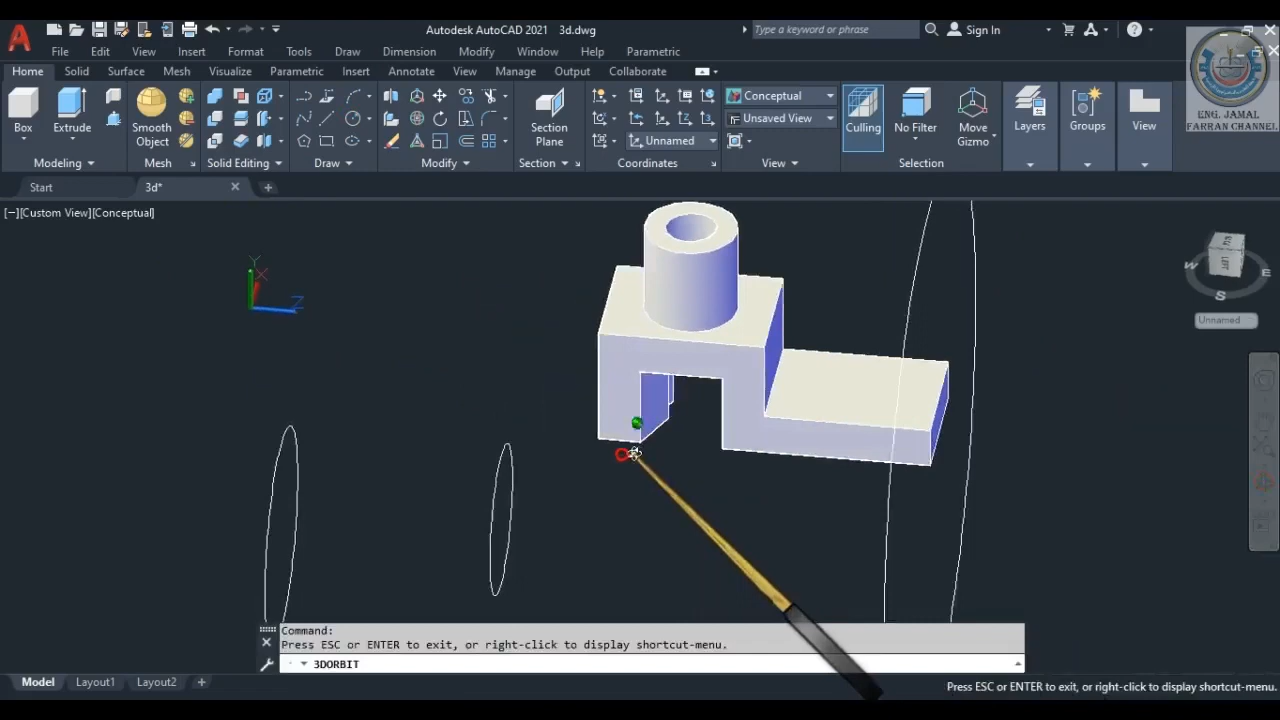 Autodesk AutoCAD 2021 3d.dwg
Type a keyword or phrase
Sign In
File Edit View Insert Format Tools Draw Dimension Modify Window Help Parametric
Home Solid Surface Mesh Visualize Parametric Insert Annotate View Manage Output Collaborate
ENG. JAMAL
FARRAN CHANNEL
Conceptual
Unsaved View
Unnamed
Box
Extrude
Smooth
Object
Section
Plane
Culling
No Filter
Move
Gizmo
Layers
Groups
View
Modeling
Mesh
Solid Editing
Draw
Modify
Section
Coordinates
View
Selection
Start
3d*
[−][Custom View][Conceptual]
Y
X
Z
LEFT
W
E
S
Unnamed
Command:
Press ESC or ENTER to exit, or right-click to display shortcut-menu.
3DORBIT
Model Layout1 Layout2
Press ESC or ENTER to exit, or right-click to display shortcut-menu.